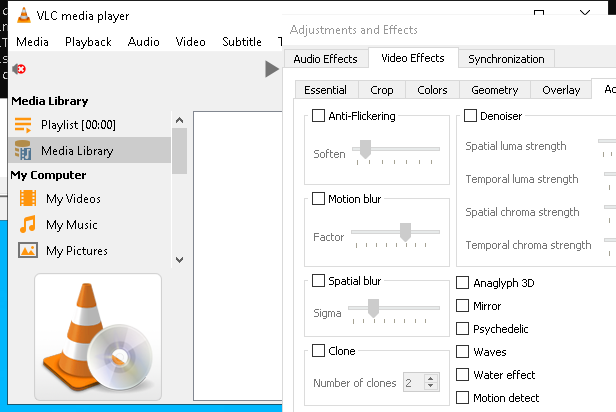 VLC media player
Media Playback Audio Video Subtitle
Media Library
Playlist [00:00]
Media Library
My Computer
My Videos
My Music
My Pictures
Adjustments and Effects
Audio Effects Video Effects Synchronization
Essential Crop Colors Geometry Overlay
Anti-Flickering
Soften
Motion blur
Factor
Spatial blur
Sigma
Clone
Number of clones 2
Denoiser
Spatial luma strength
Temporal luma strength
Spatial chroma strength
Temporal chroma strength
Anaglyph 3D
Mirror
Psychedelic
Waves
Water effect
Motion detect